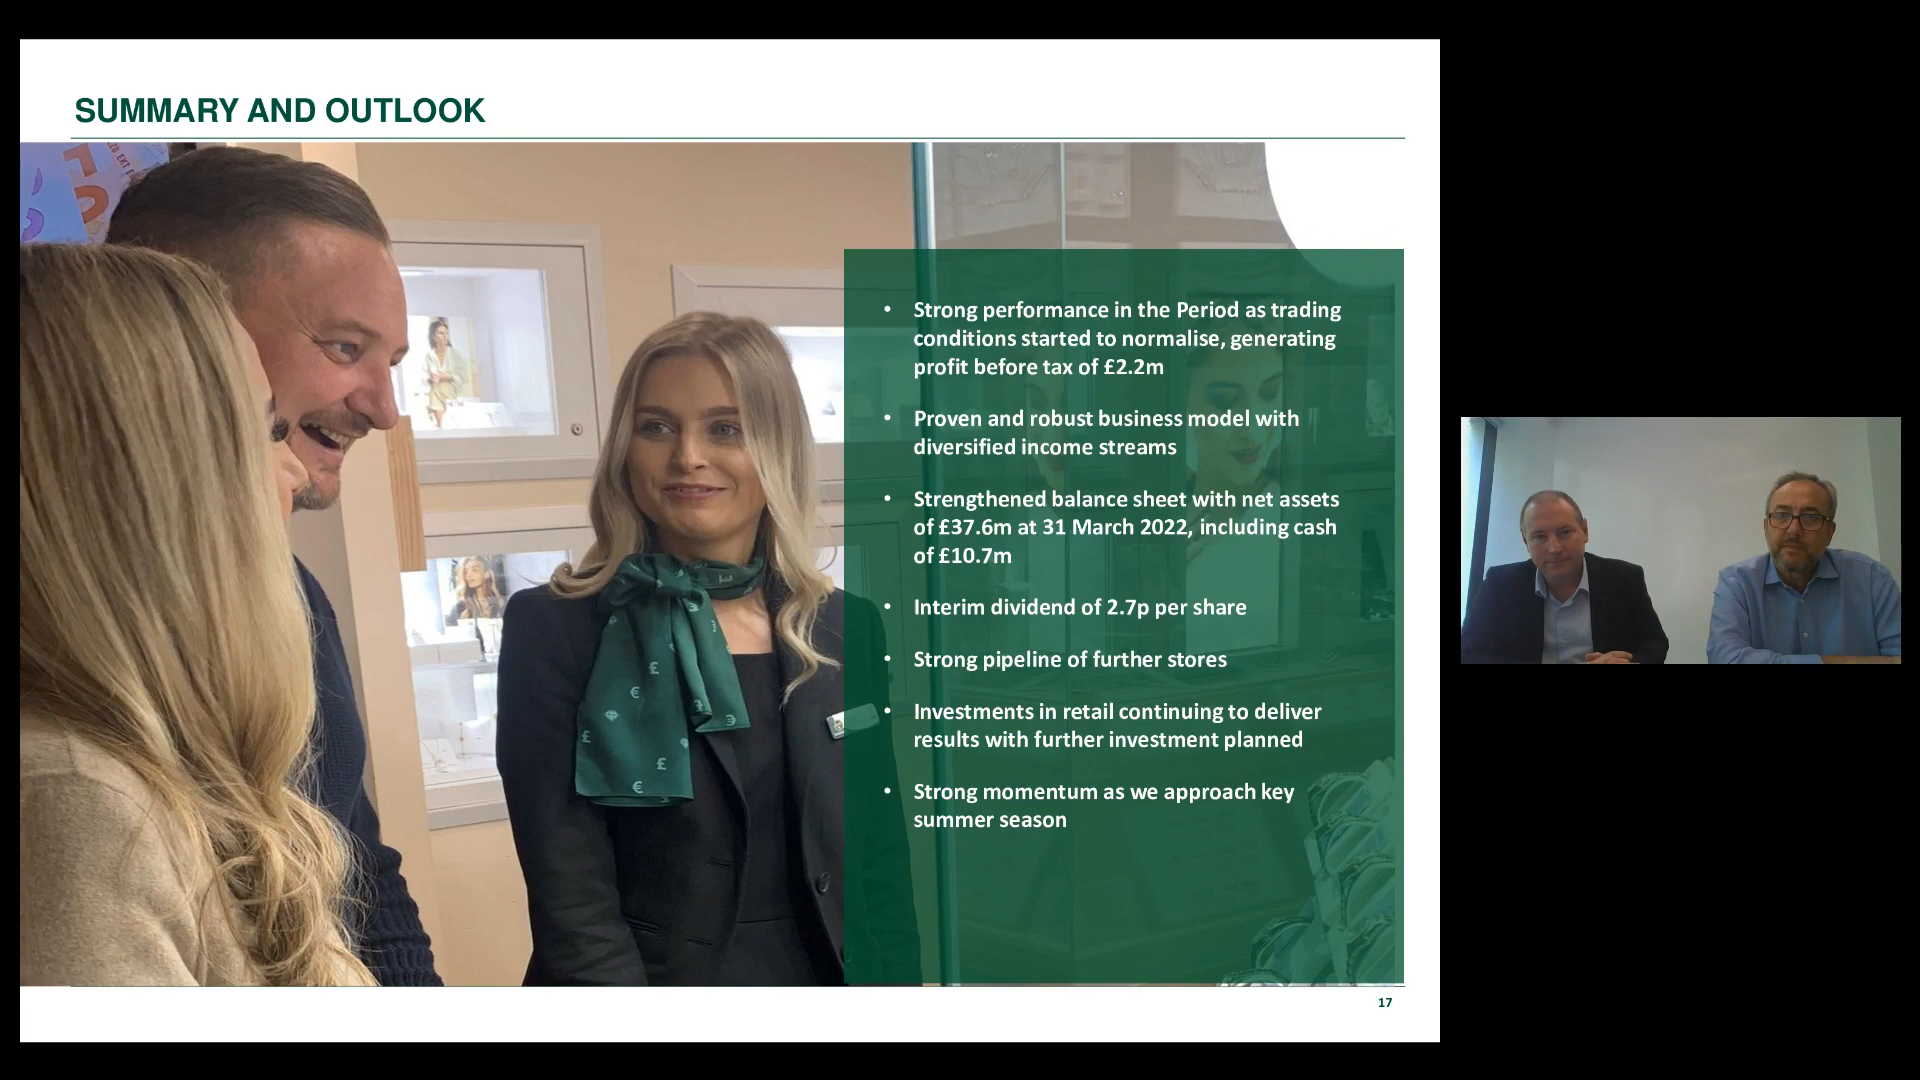 SUMMARY AND OUTLOOK
• Strong performance in the Period as trading
conditions started to normalise, generating
profit before tax of £2.2m
• Proven and robust business model with
diversified income streams
• Strengthened balance sheet with net assets
of £37.6m at 31 March 2022, including cash
of £10.7m
• Interim dividend of 2.7p per share
• Strong pipeline of further stores
• Investments in retail continuing to deliver
results with further investment planned
• Strong momentum as we approach key
summer season
17